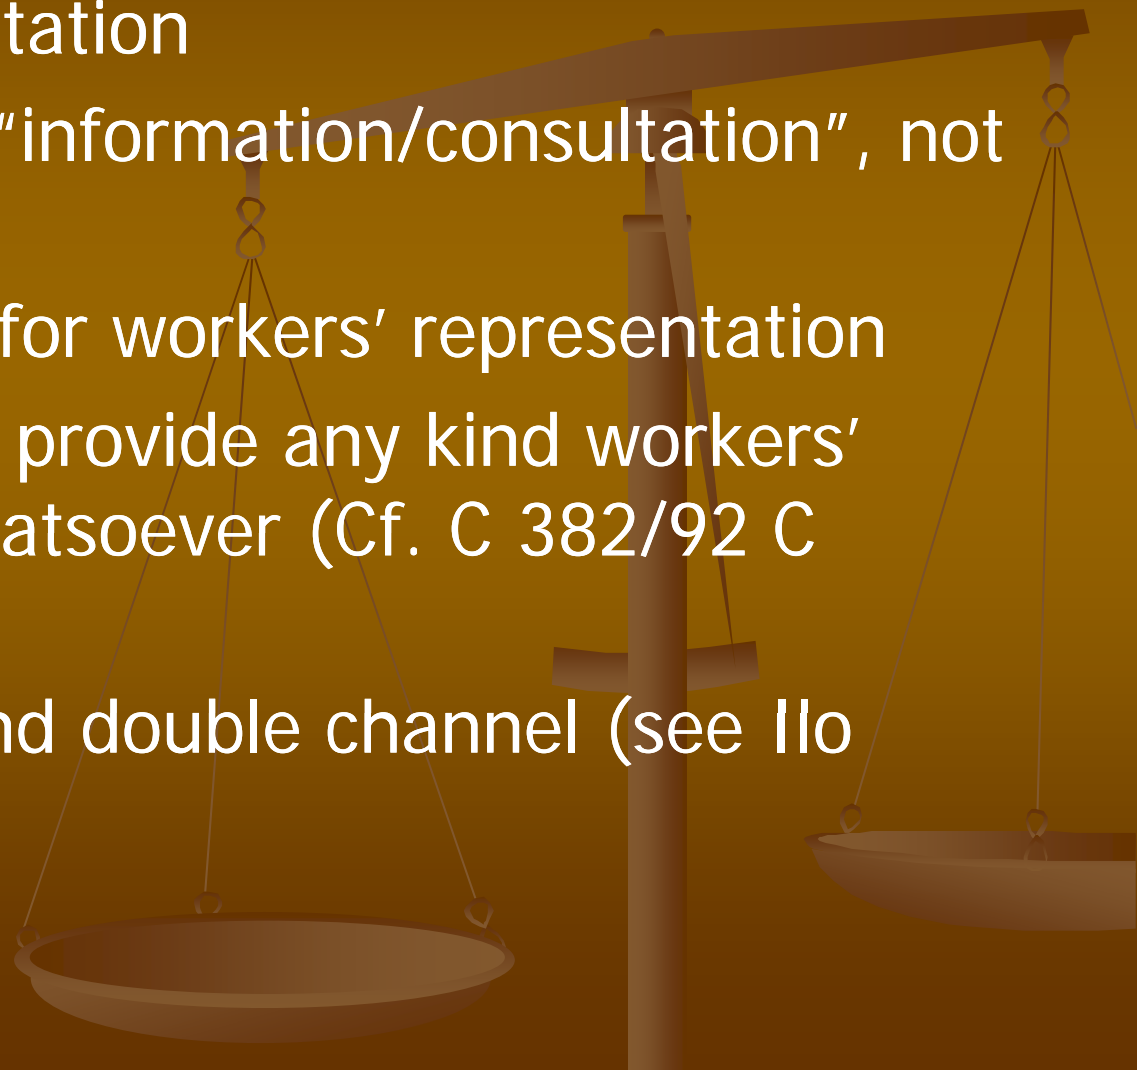 tation
“information/consultation”, not
for workers’ representation
provide any kind workers’
atsoever (Cf. C 382/92 C
nd double channel (see Ilo